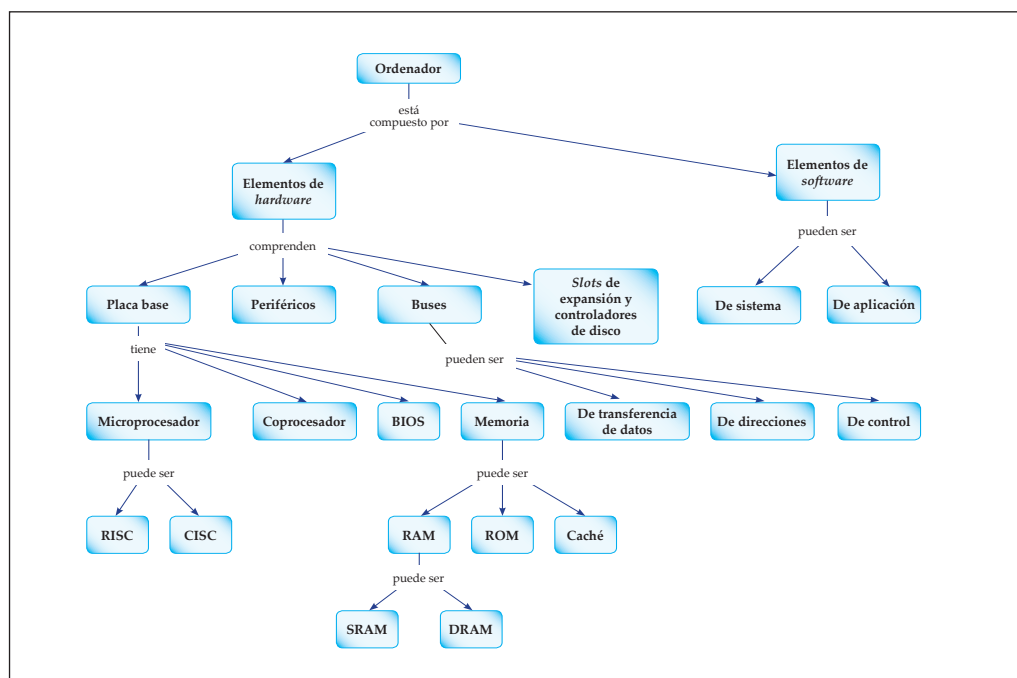 Ordenador
está
compuesto por
Elementos de
hardware
Elementos de
software
comprenden
pueden ser
Placa base
Periféricos
Buses
Slots de
expansión y
controladores
de disco
De sistema
De aplicación
tiene
pueden ser
Microprocesador
Coprocesador
BIOS
Memoria
De transferencia
de datos
De direcciones
De control
puede ser
puede ser
RISC
CISC
RAM
ROM
Caché
puede ser
SRAM
DRAM